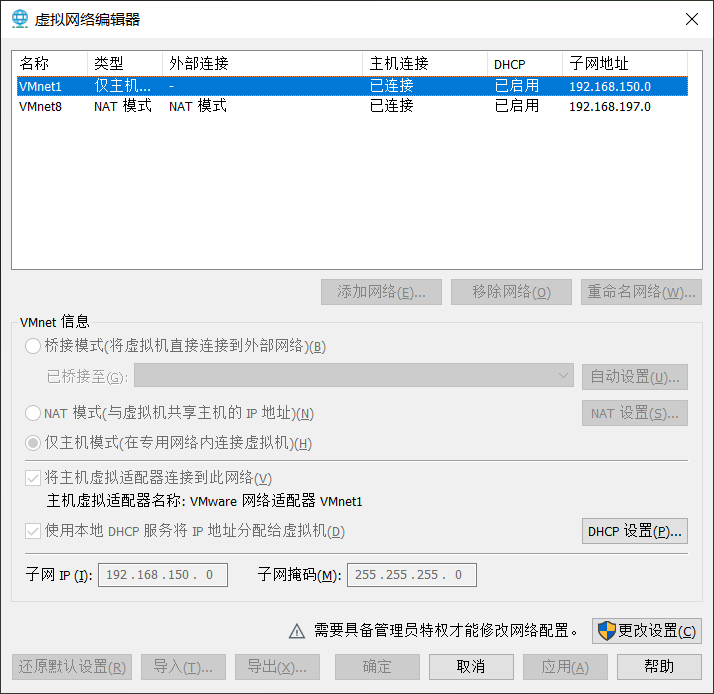 虚拟网络编辑器
名称 类型 外部连接 主机连接 DHCP 子网地址
VMnet1 仅主机... - 已连接 已启用 192.168.150.0
VMnet8 NAT 模式 NAT 模式 已连接 已启用 192.168.197.0
添加网络(E)... 移除网络(O) 重命名网络(W)...
VMnet 信息
桥接模式(将虚拟机直接连接到外部网络)(B)
已桥接至(G): 自动设置(U)...
NAT 模式(与虚拟机共享主机的 IP 地址)(N) NAT 设置(S)...
仅主机模式(在专用网络内连接虚拟机)(H)
将主机虚拟适配器连接到此网络(V)
主机虚拟适配器名称: VMware 网络适配器 VMnet1
使用本地 DHCP 服务将 IP 地址分配给虚拟机(D) DHCP 设置(P)...
子网 IP (I): 192 . 168 . 150 . 0 子网掩码(M): 255 . 255 . 255 . 0
需要具备管理员特权才能修改网络配置。 更改设置(C)
还原默认设置(R) 导入(T)... 导出(X)... 确定 取消 应用(A) 帮助